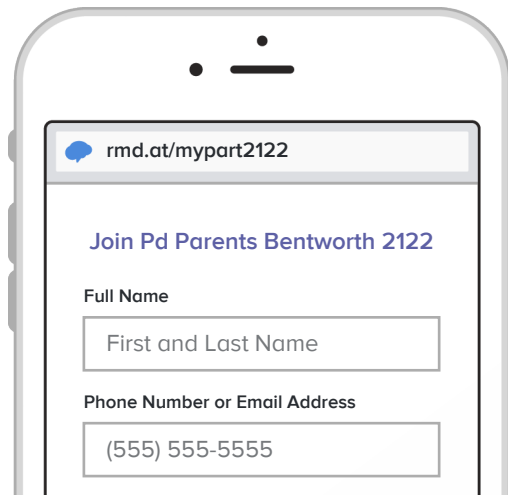 rmd.at/mypart2122
Join Pd Parents Bentworth 2122
Full Name
First and Last Name
Phone Number or Email Address
(555) 555-5555